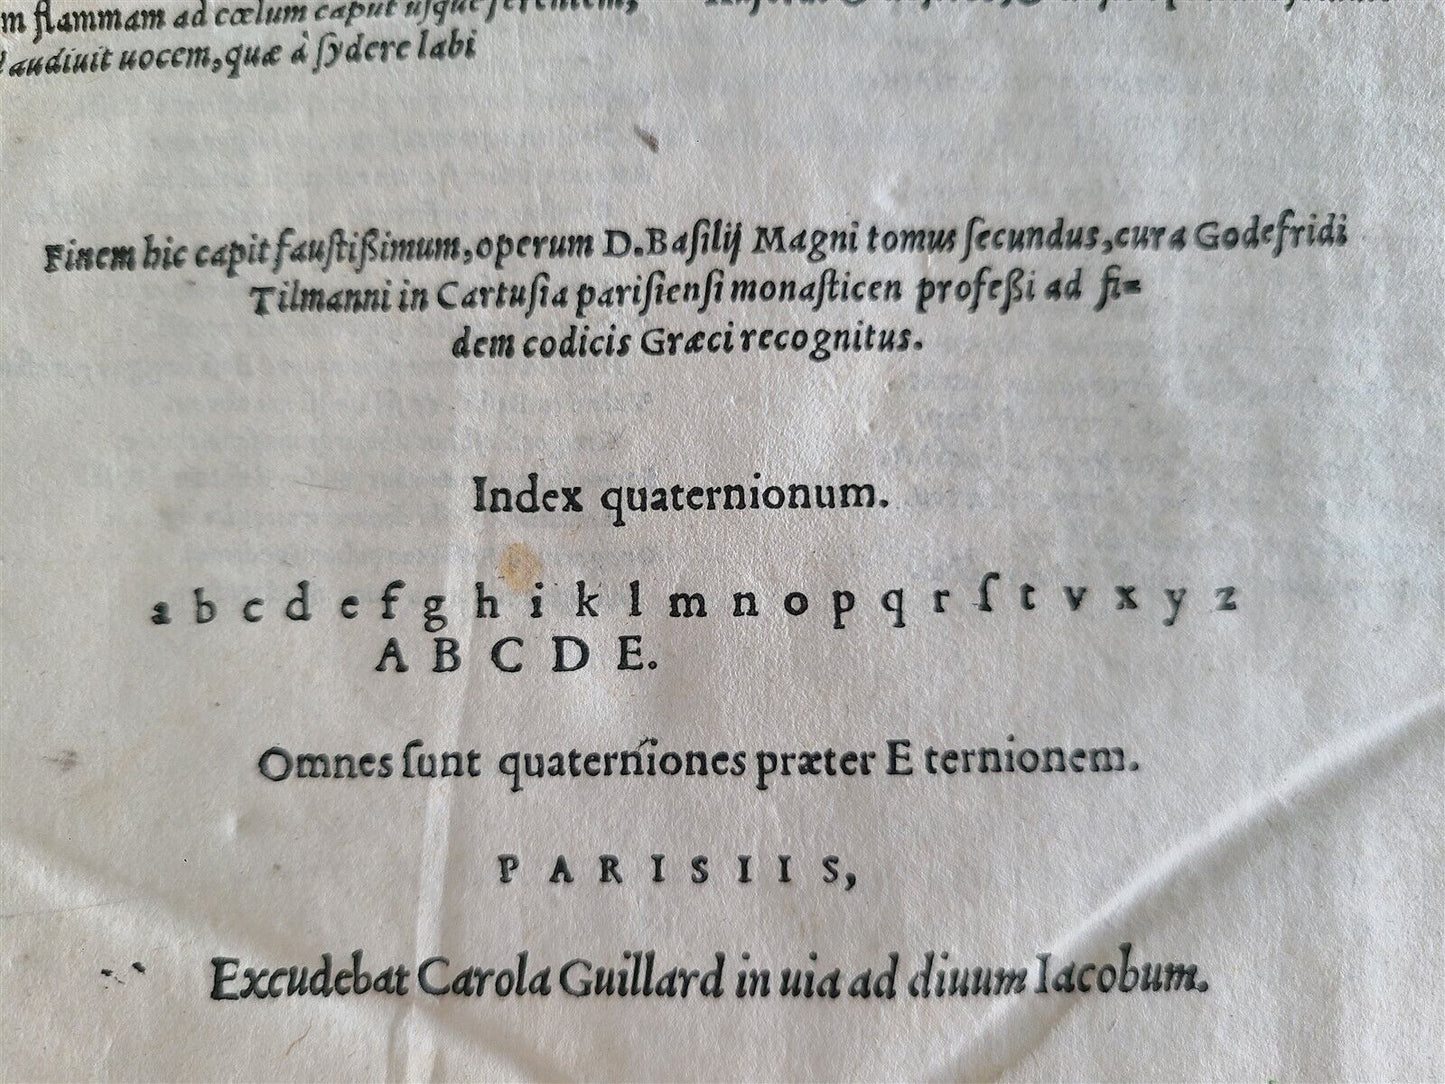 m flammam ad cœlum caput uſque ferentem,
audiuit uocem, quæ à ſydere labi
Finem hic capit fauſtißimum, operum D. Baſilij Magni tomus ſecundus, cura Godefridi
Tilmanni in Cartuſia pariſienſi monaſticen profeßi ad fi=
dem codicis Græci recognitus.
Index quaternionum.
a b c d e f g h i k l m n o p q r ſ t v x y z
A B C D E.
Omnes ſunt quaterniones præter E ternionem.
PARISIIS,
Excudebat Carola Guillard in uia ad diuum Iacobum.